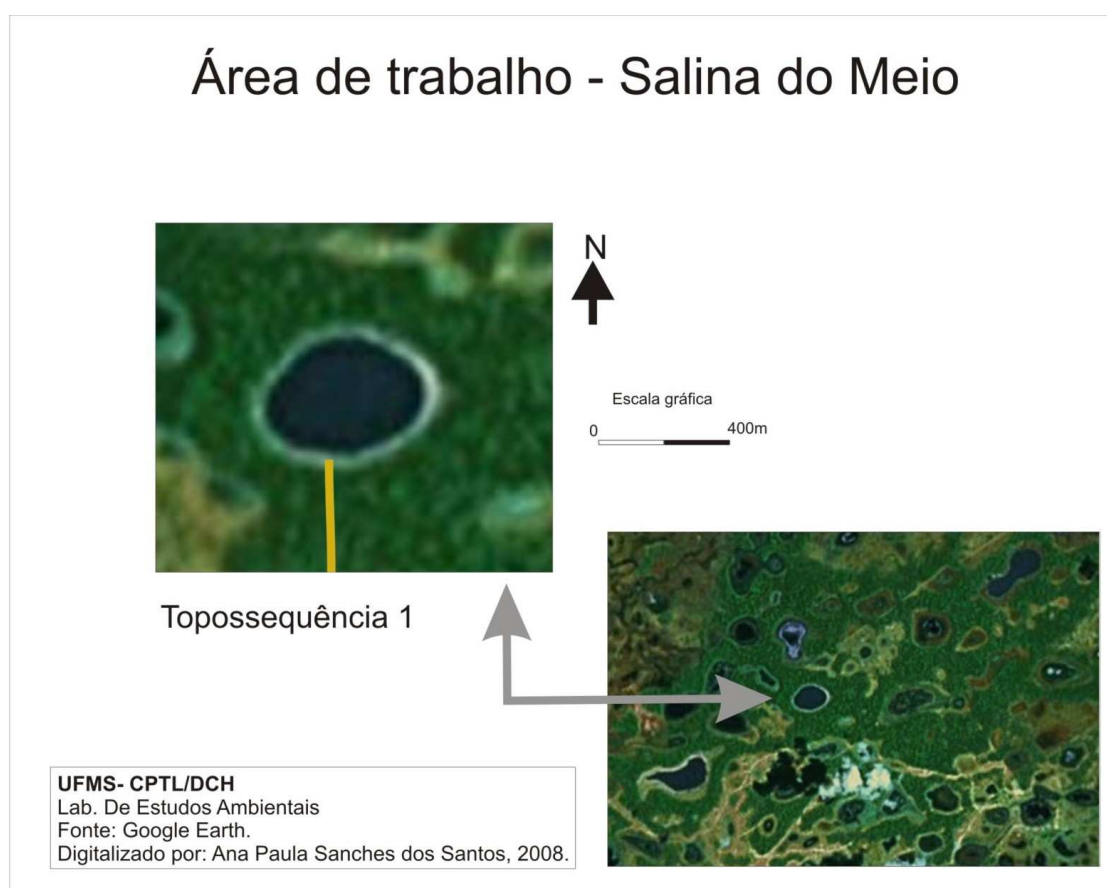 Área de trabalho - Salina do Meio
N
Escala gráfica
0 400m
Topossequência 1
UFMS- CPTL/DCH
Lab. De Estudos Ambientais
Fonte: Google Earth.
Digitalizado por: Ana Paula Sanches dos Santos, 2008.